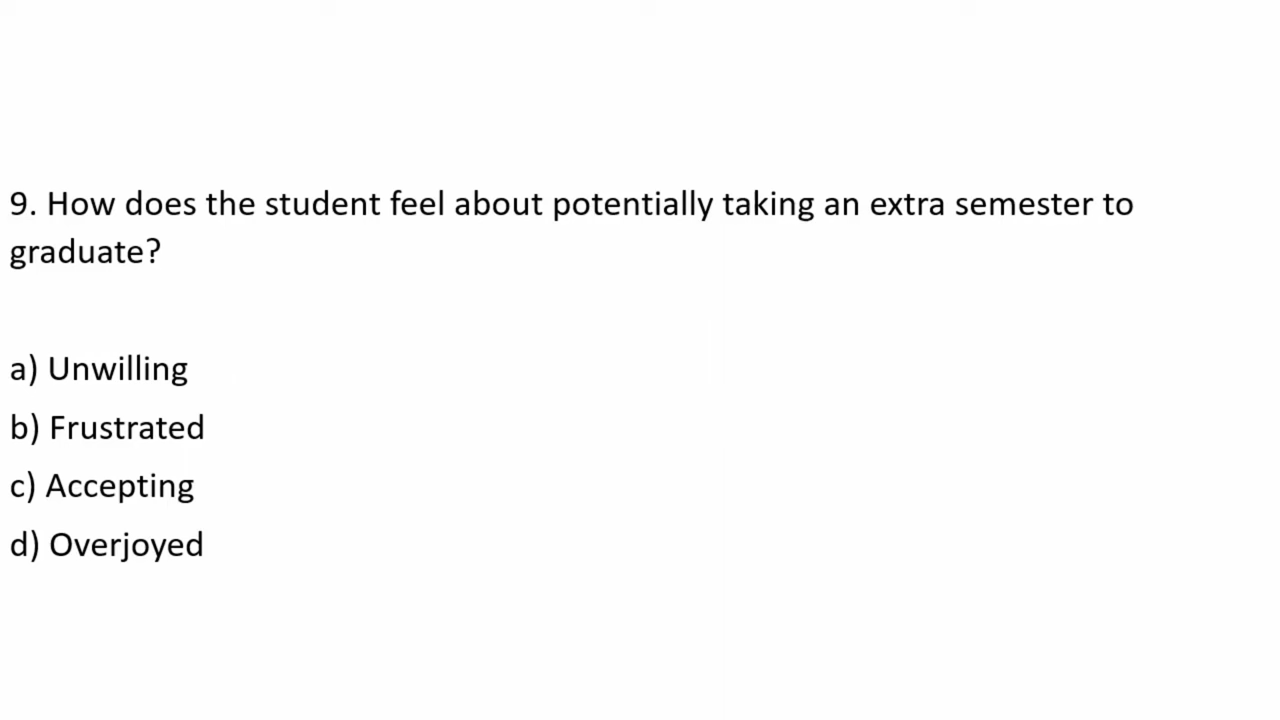 9. How does the student feel about potentially taking an extra semester to
graduate?
a) Unwilling
b) Frustrated
c) Accepting
d) Overjoyed